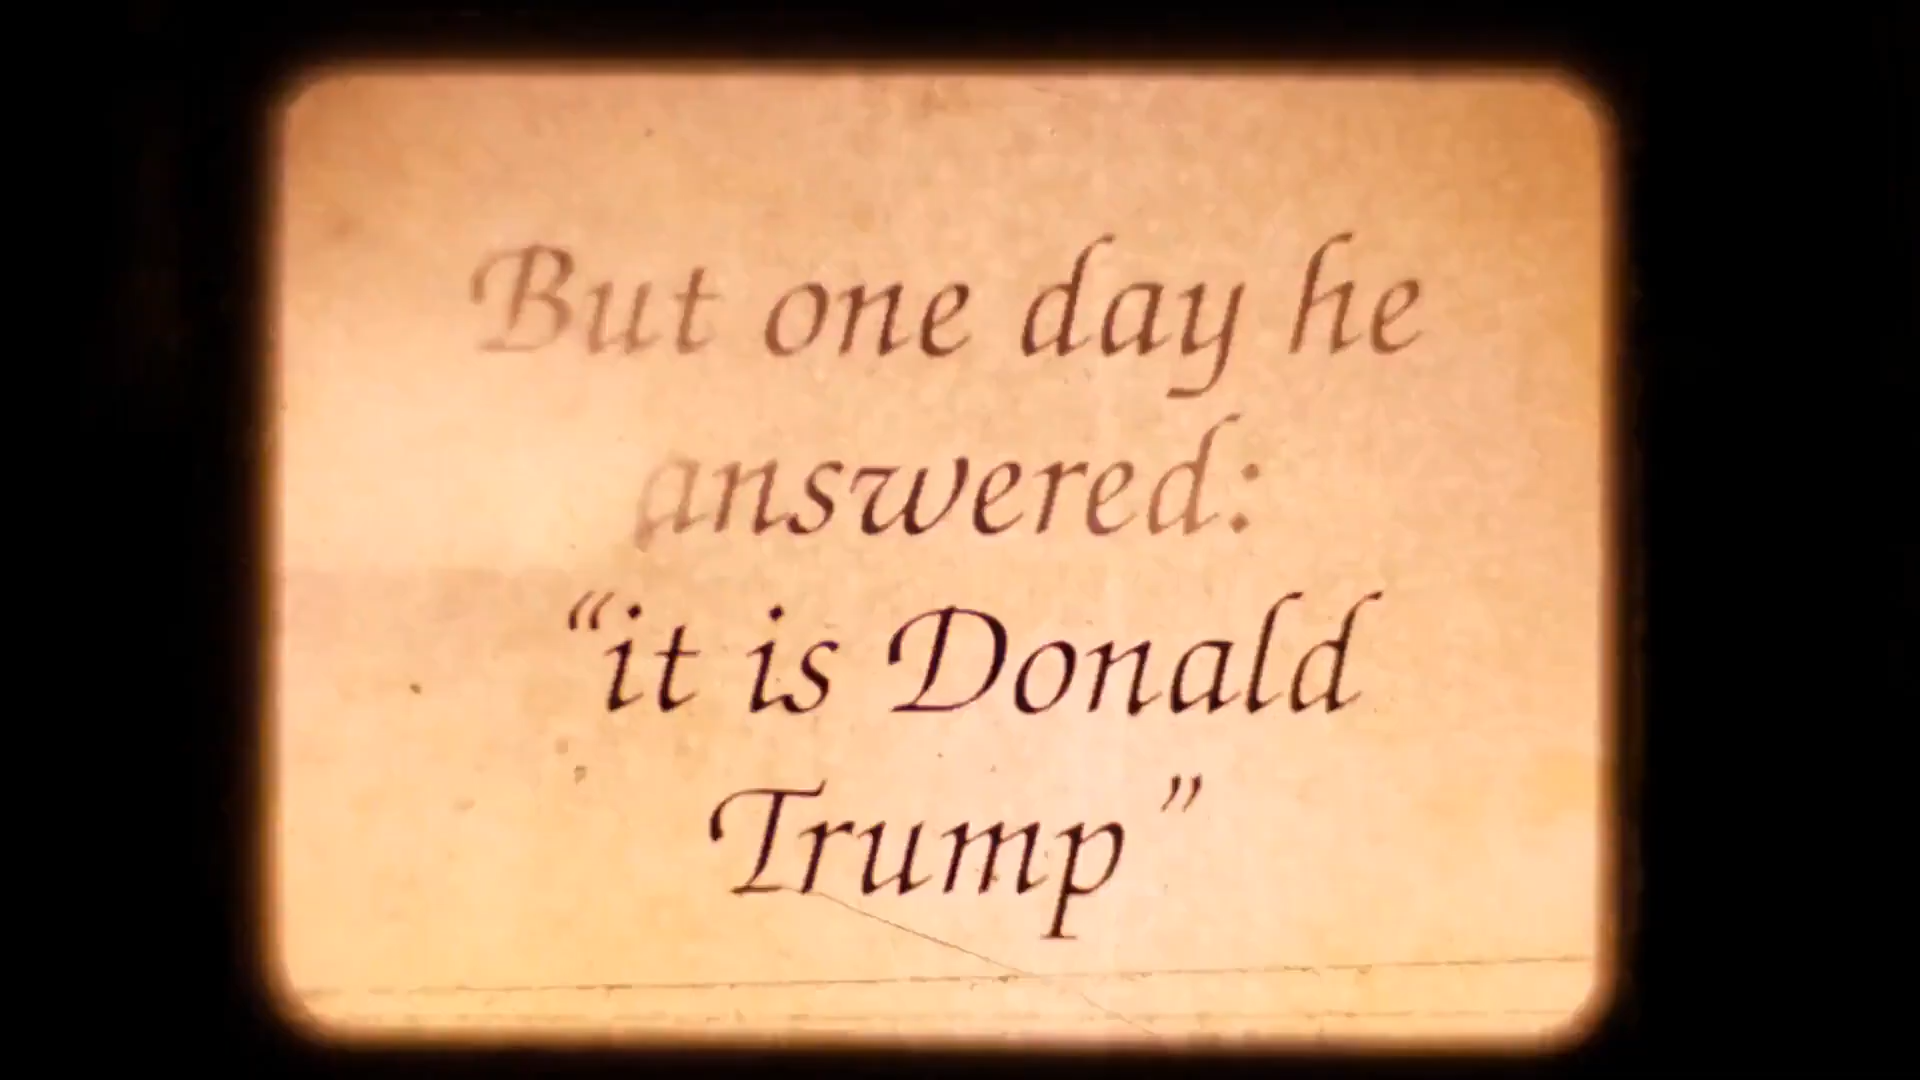 But one day he
answered:
“it is Donald
Trump”